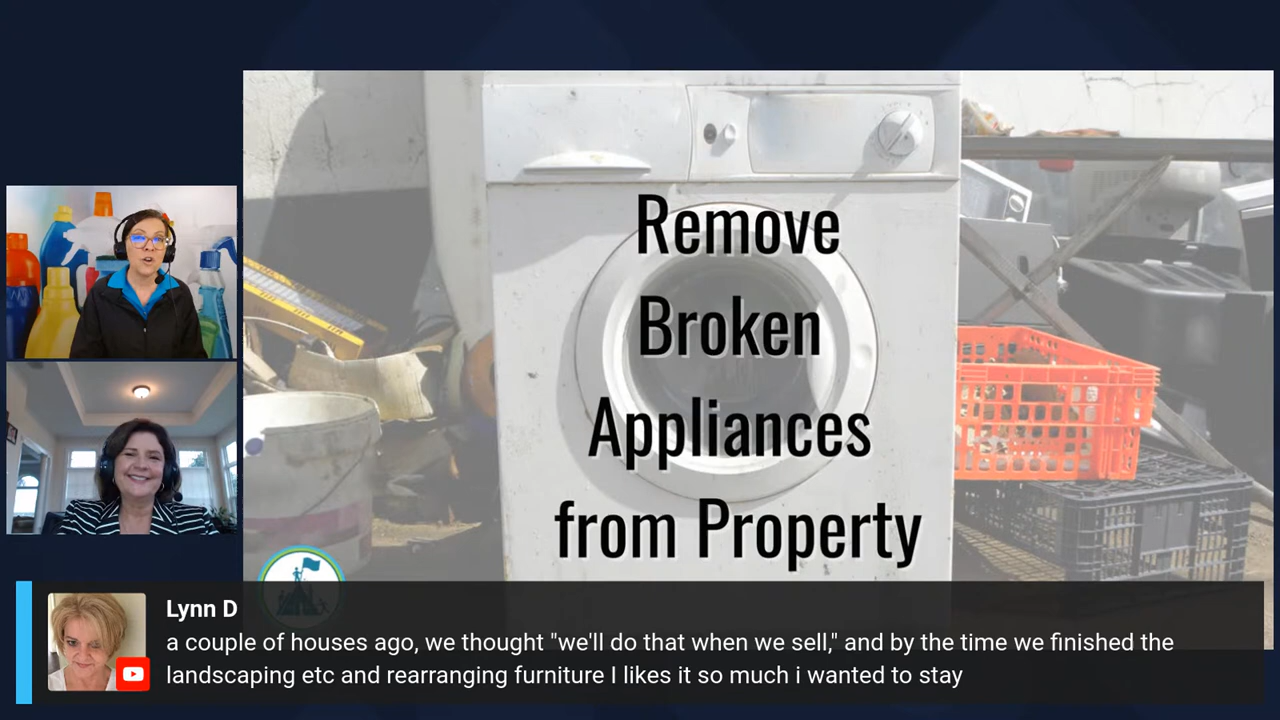 Remove
Broken
Appliances
from Property
Lynn D
a couple of houses ago, we thought "we'll do that when we sell," and by the time we finished the
landscaping etc and rearranging furniture I likes it so much i wanted to stay